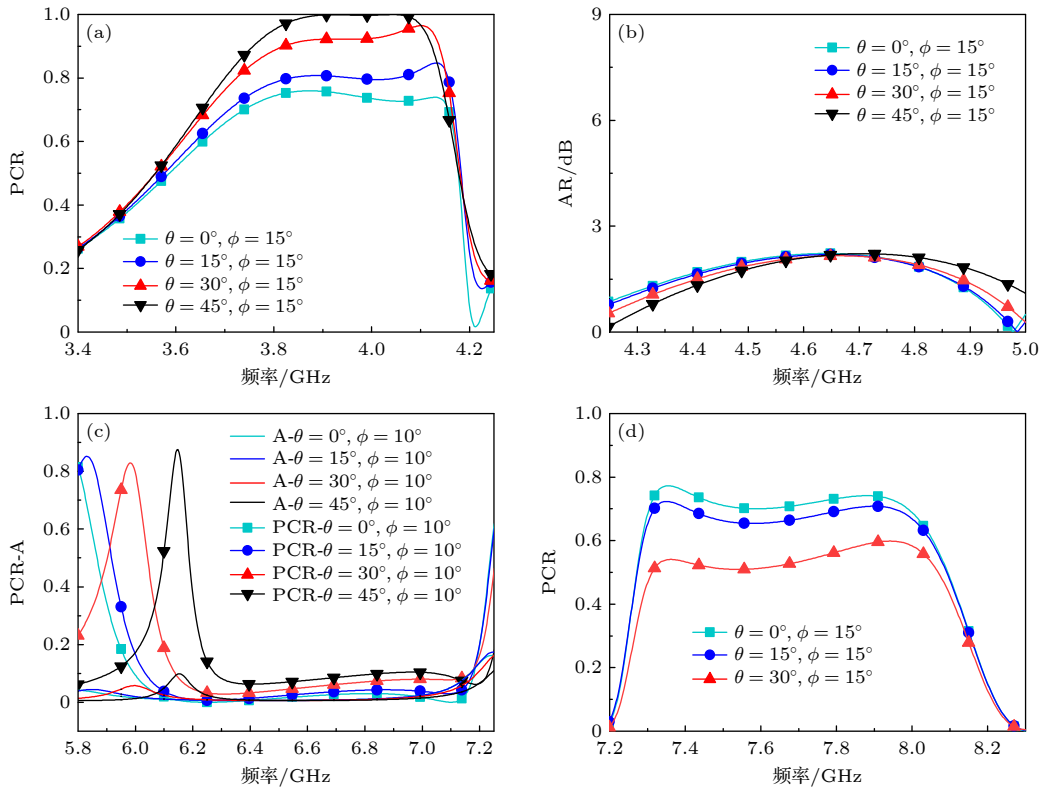 (a)
1.0
0.8
0.6
0.4
0.2
0
PCR
θ = 0°, ϕ = 15°
θ = 15°, ϕ = 15°
θ = 30°, ϕ = 15°
θ = 45°, ϕ = 15°
3.4 3.6 3.8 4.0 4.2
频率/GHz
(b)
9
6
3
0
AR/dB
θ = 0°, ϕ = 15°
θ = 15°, ϕ = 15°
θ = 30°, ϕ = 15°
θ = 45°, ϕ = 15°
4.3 4.4 4.5 4.6 4.7 4.8 4.9 5.0
频率/GHz
(c)
1.0
0.8
0.6
0.4
0.2
0
PCR-A
A-θ = 0°, ϕ = 10°
A-θ = 15°, ϕ = 10°
A-θ = 30°, ϕ = 10°
A-θ = 45°, ϕ = 10°
PCR-θ = 0°, ϕ = 10°
PCR-θ = 15°, ϕ = 10°
PCR-θ = 30°, ϕ = 10°
PCR-θ = 45°, ϕ = 10°
5.8 6.0 6.2 6.4 6.6 6.8 7.0 7.2
频率/GHz
(d)
1.0
0.8
0.6
0.4
0.2
0
PCR
θ = 0°, ϕ = 15°
θ = 15°, ϕ = 15°
θ = 30°, ϕ = 15°
7.2 7.4 7.6 7.8 8.0 8.2
频率/GHz